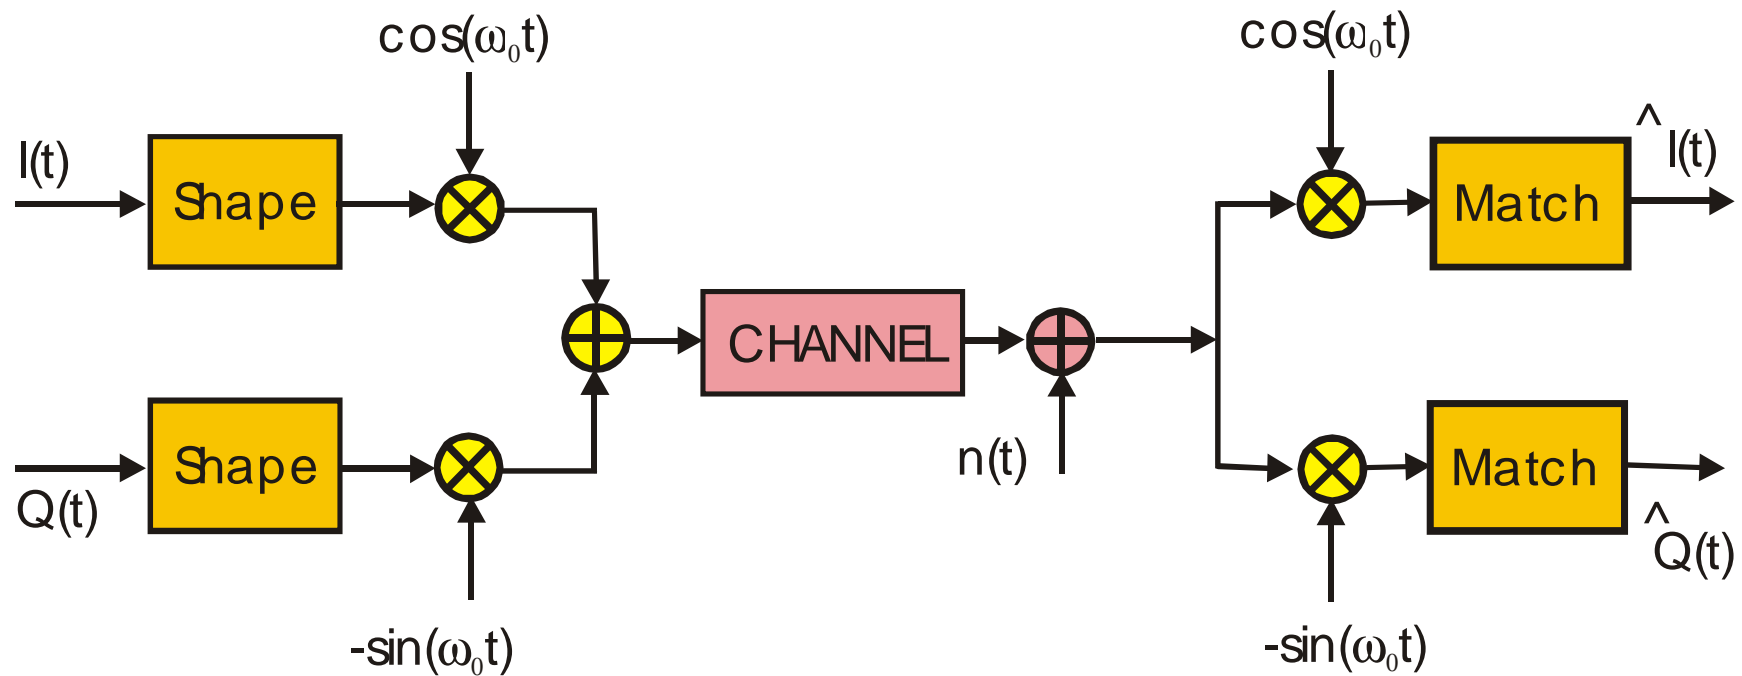 cos(ω₀t)
cos(ω₀t)
I(t)
Shape
Match
^
I(t)
CHANNEL
Q(t)
Shape
n(t)
Match
^
Q(t)
-sin(ω₀t)
-sin(ω₀t)